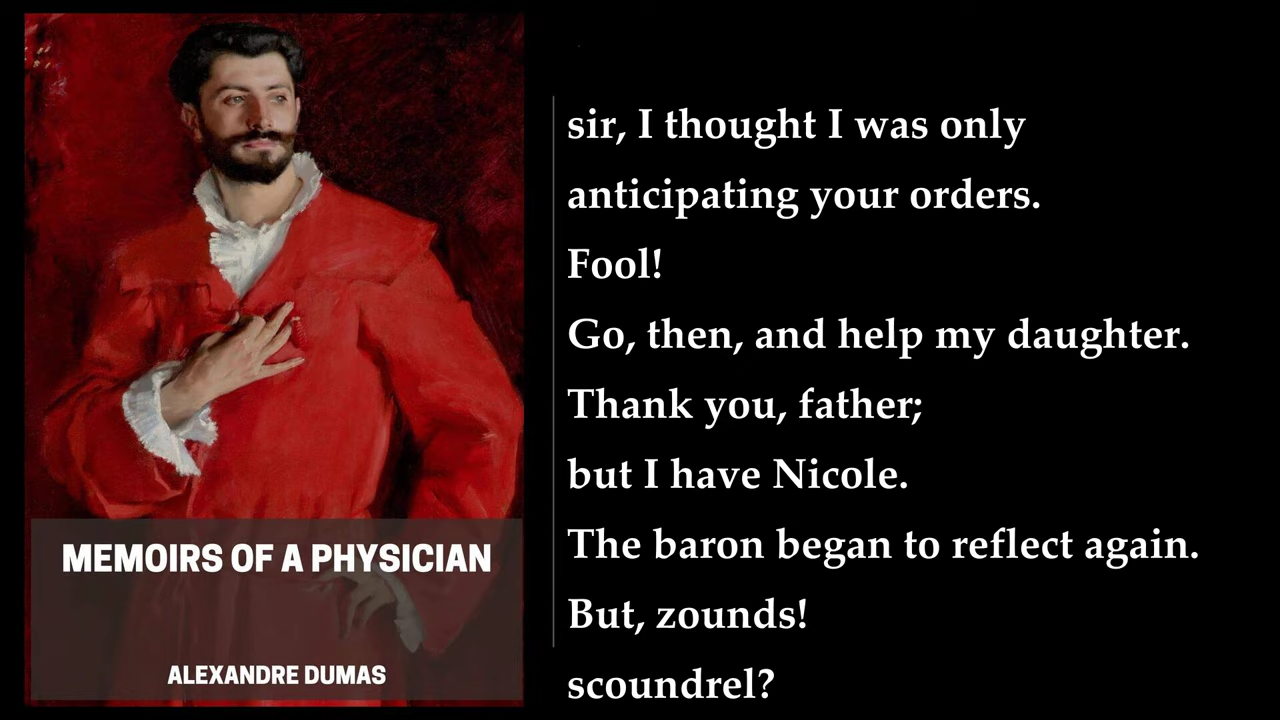 MEMOIRS OF A PHYSICIAN
ALEXANDRE DUMAS
sir, I thought I was only
anticipating your orders.
Fool!
Go, then, and help my daughter.
Thank you, father;
but I have Nicole.
The baron began to reflect again.
But, zounds!
scoundrel?